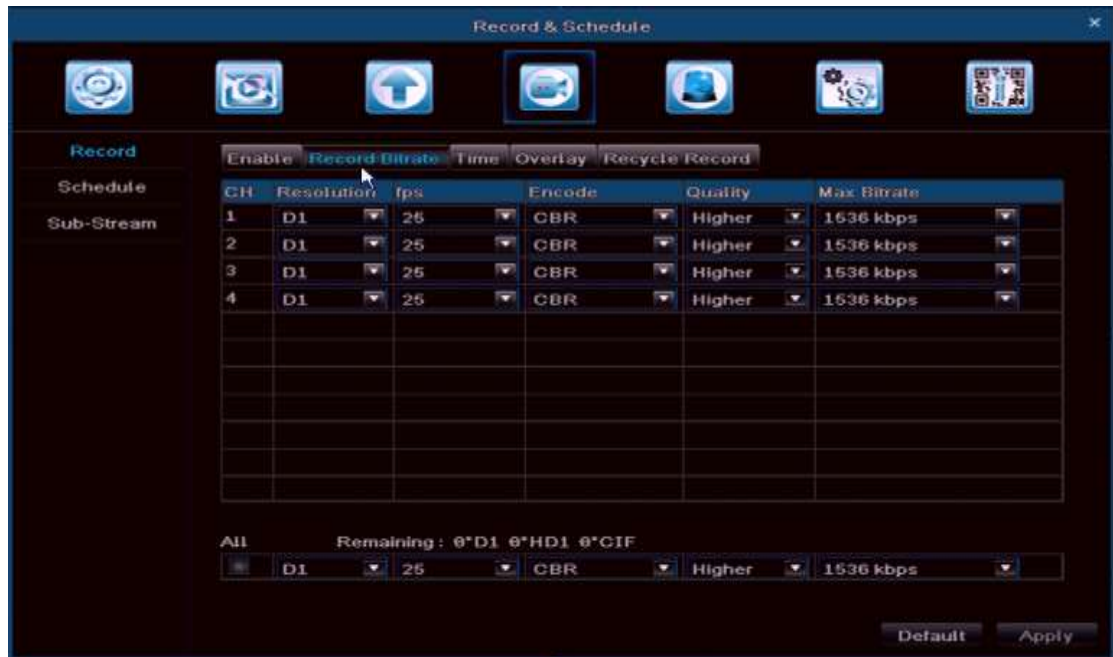 Record & Schedule ×
Record
Schedule
Sub-Stream
Enable Record Bitrate Time Overlay Recycle Record
CH Resolution fps Encode Quality Max Bitrate
1 D1 25 CBR Higher 1536 kbps
2 D1 25 CBR Higher 1536 kbps
3 D1 25 CBR Higher 1536 kbps
4 D1 25 CBR Higher 1536 kbps
All Remaining : 0*D1 0*HD1 0*CIF
D1 25 CBR Higher 1536 kbps
Default Apply